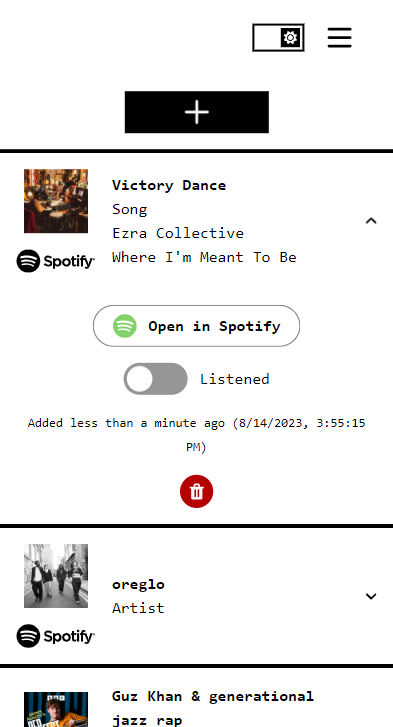 Victory Dance
Song
Ezra Collective
Where I'm Meant To Be
Spotify
Open in Spotify
Listened
Added less than a minute ago (8/14/2023, 3:55:15
PM)
oreglo
Artist
Spotify
Guz Khan & generational
jazz rap